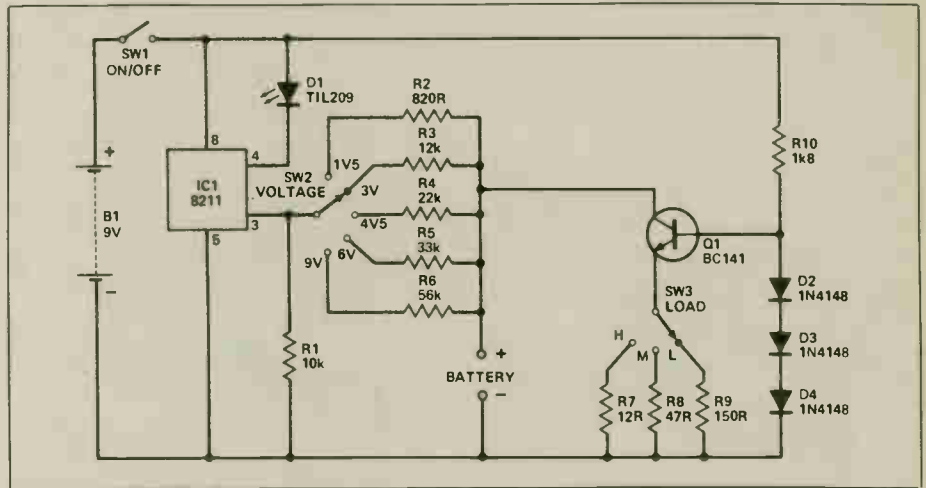 SW1
ON/OFF
D1
TIL209
R2
820R
R3
12k
R4
22k
R5
33k
R6
56k
R10
1k8
8
4
IC1
8211
3
5
SW2
VOLTAGE
1V5
3V
4V5
6V
9V
+
B1
9V
–
R1
10k
+
BATTERY
–
Q1
BC141
SW3
LOAD
H
M
L
R7
12R
R8
47R
R9
150R
D2
1N4148
D3
1N4148
D4
1N4148